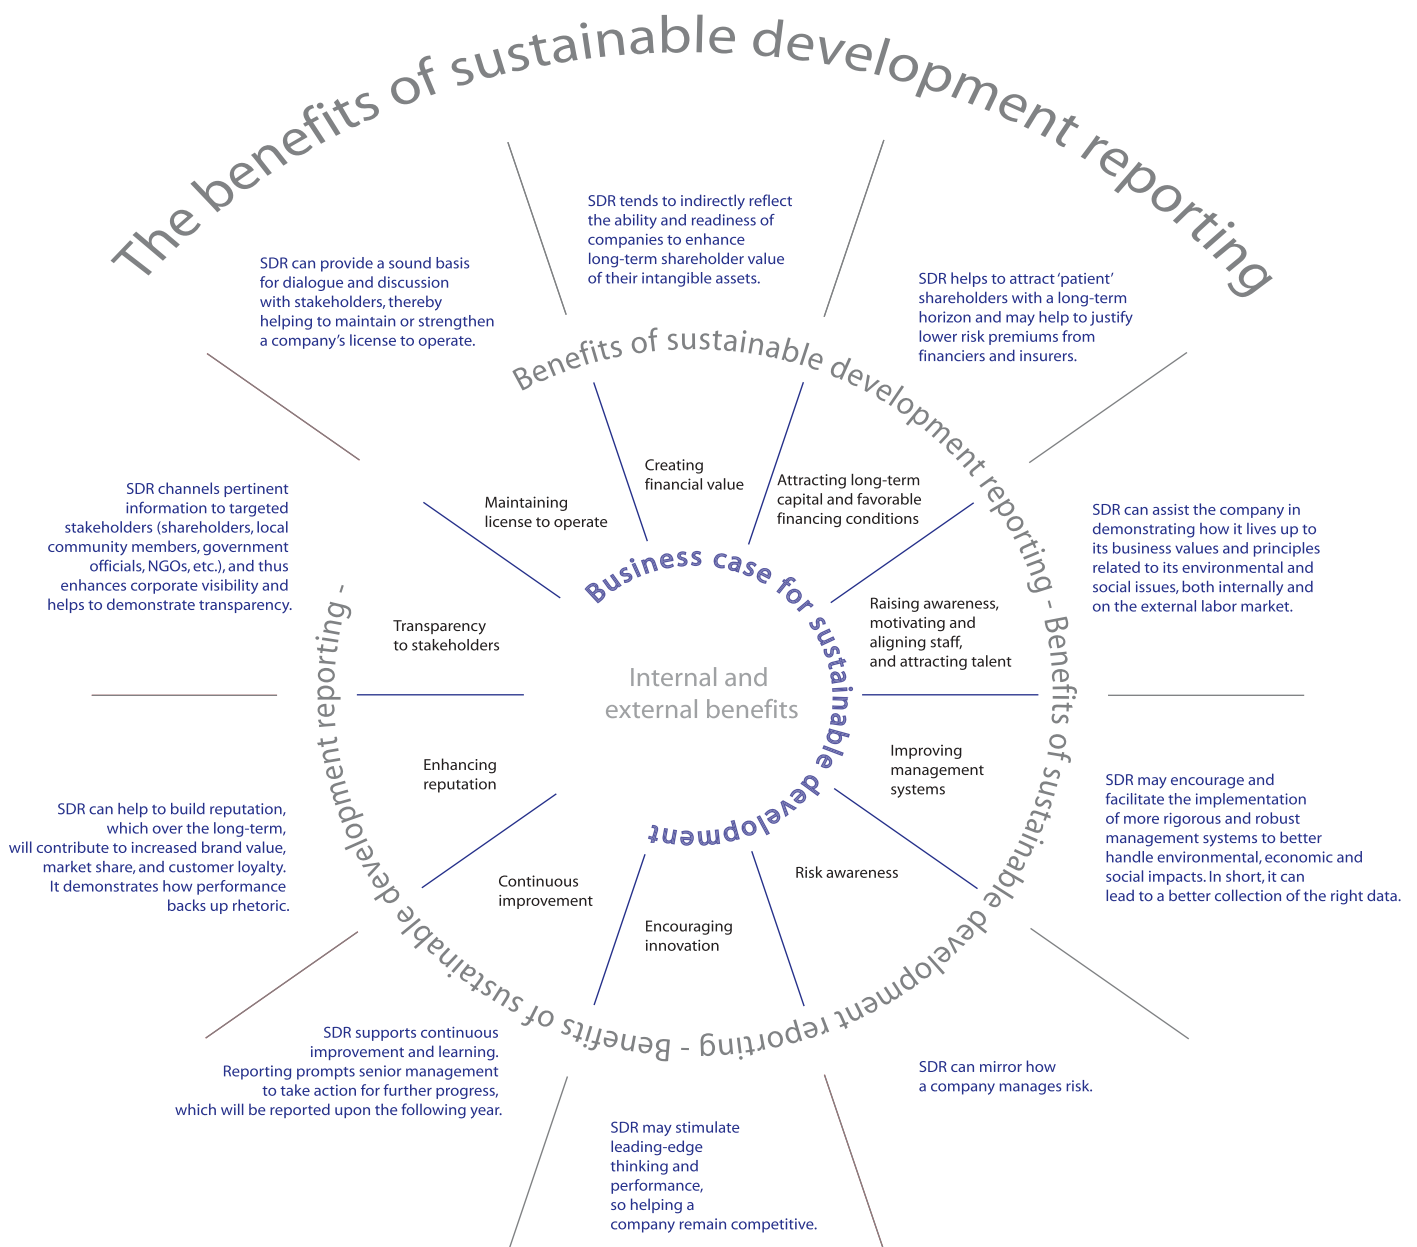 The benefits of sustainable development reporting
SDR tends to indirectly reflect
the ability and readiness of
companies to enhance
long-term shareholder value
of their intangible assets.
SDR helps to attract ‘patient’
shareholders with a long-term
horizon and may help to justify
lower risk premiums from
financiers and insurers.
SDR can assist the company in
demonstrating how it lives up to
its business values and principles
related to its environmental and
social issues, both internally and
on the external labor market.
SDR may encourage and
facilitate the implementation
of more rigorous and robust
management systems to better
handle environmental, economic and
social impacts. In short, it can
lead to a better collection of the right data.
SDR can mirror how
a company manages risk.
SDR may stimulate
leading-edge
thinking and
performance,
so helping a
company remain competitive.
SDR supports continuous
improvement and learning.
Reporting prompts senior management
to take action for further progress,
which will be reported upon the following year.
SDR can help to build reputation,
which over the long-term,
will contribute to increased brand value,
market share, and customer loyalty.
It demonstrates how performance
backs up rhetoric.
SDR channels pertinent
information to targeted
stakeholders (shareholders, local
community members, government
officials, NGOs, etc.), and thus
enhances corporate visibility and
helps to demonstrate transparency.
SDR can provide a sound basis
for dialogue and discussion
with stakeholders, thereby
helping to maintain or strengthen
a company’s license to operate.
Benefits of sustainable development reporting - Benefits of sustainable development reporting - Benefits of sustainable development reporting -
Creating
financial value
Attracting long-term
capital and favorable
financing conditions
Raising awareness,
motivating and
aligning staff,
and attracting talent
Improving
management
systems
Risk awareness
Encouraging
innovation
Continuous
improvement
Enhancing
reputation
Transparency
to stakeholders
Maintaining
license to operate
Business case for sustainable development
Internal and
external benefits